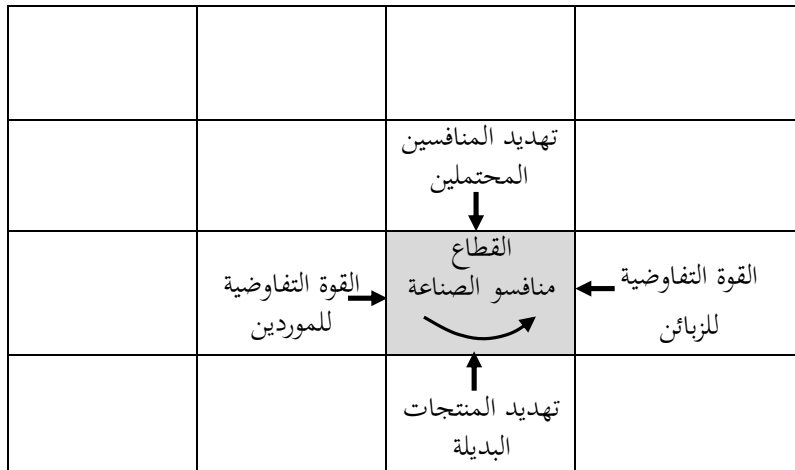 تهديد المنافسين
المحتملين
القطاع
منافسو الصناعة
القوة التفاوضية
للزبائن
القوة التفاوضية
للموردين
تهديد المنتجات
البديلة